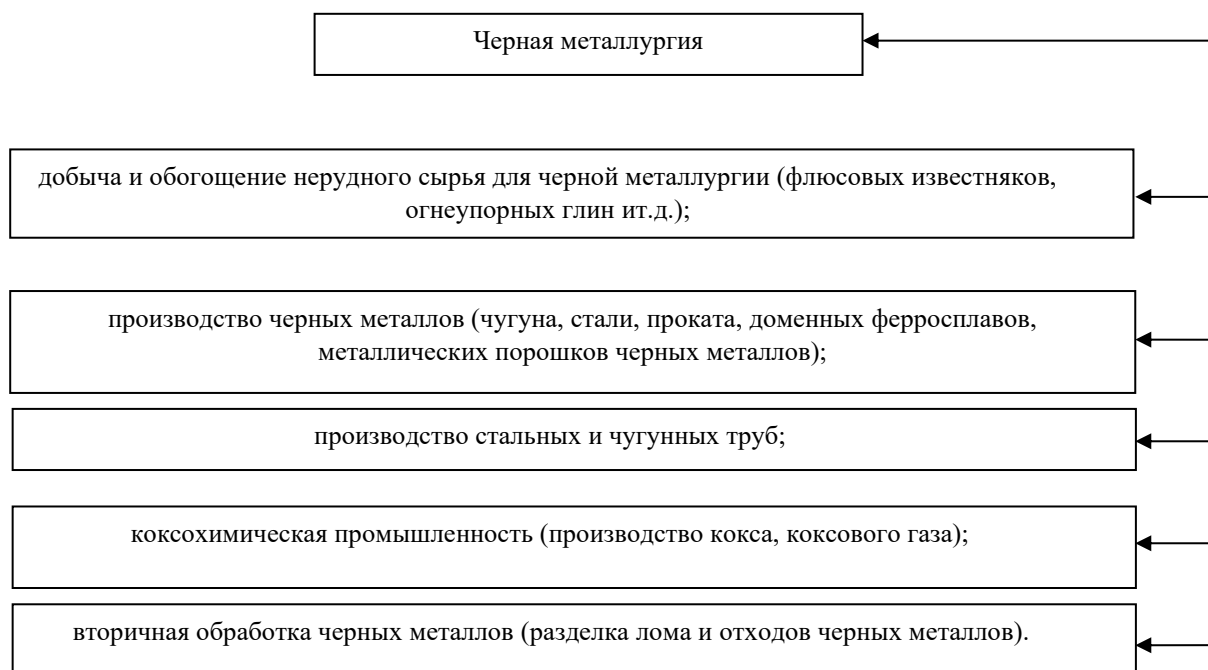 Черная металлургия
добыча и обогощение нерудного сырья для черной металлургии (флюсовых известняков,
огнеупорных глин ит.д.);
производство черных металлов (чугуна, стали, проката, доменных ферросплавов,
металлических порошков черных металлов);
производство стальных и чугунных труб;
коксохимическая промышленность (производство кокса, коксового газа);
вторичная обработка черных металлов (разделка лома и отходов черных металлов).